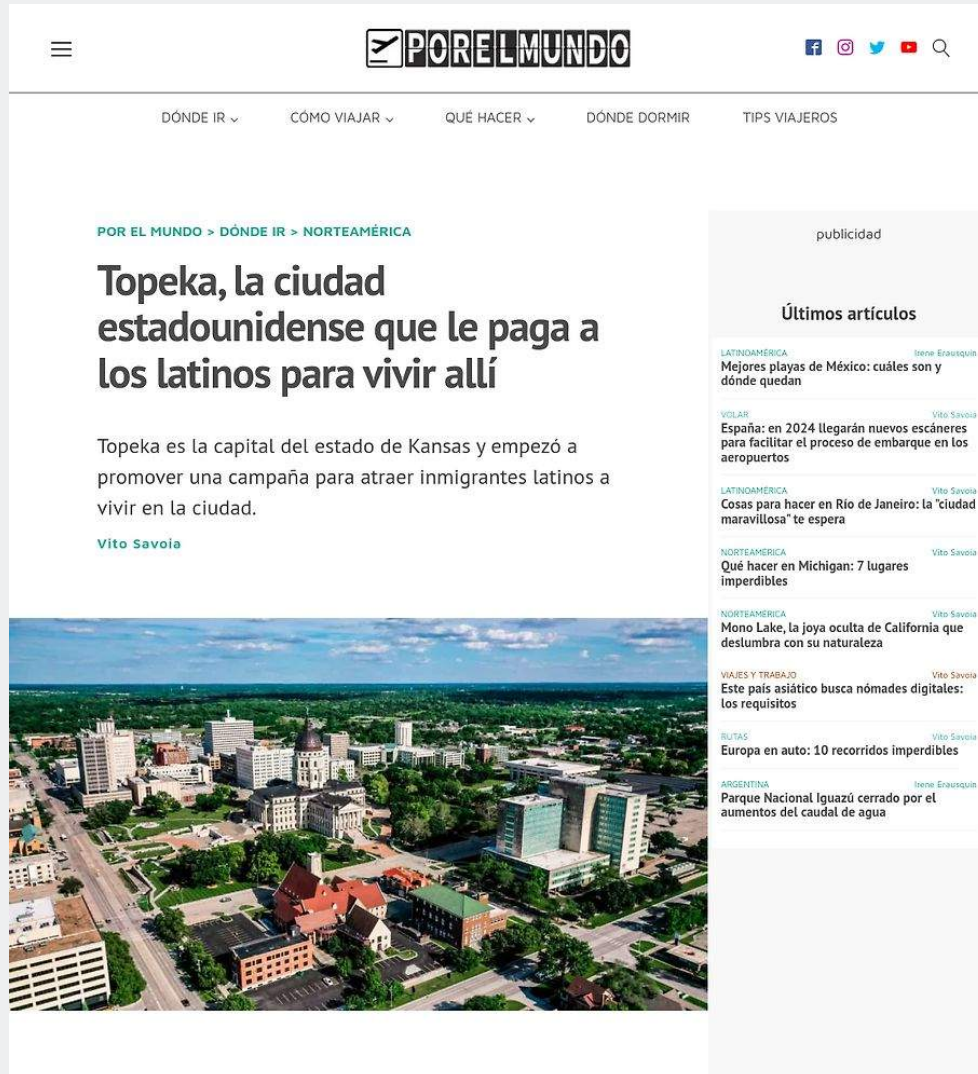 PORELMUNDO
DÓNDE IR
CÓMO VIAJAR
QUÉ HACER
DÓNDE DORMIR
TIPS VIAJEROS
POR EL MUNDO > DÓNDE IR > NORTEAMÉRICA
Topeka, la ciudad
estadounidense que le paga a
los latinos para vivir allí
Topeka es la capital del estado de Kansas y empezó a
promover una campaña para atraer inmigrantes latinos a
vivir en la ciudad.
Vito Savoia
publicidad
Últimos artículos
LATINOAMÉRICA Irene Erausquin
Mejores playas de México: cuáles son y
dónde quedan
VOLAR Vito Savoia
España: en 2024 llegarán nuevos escáneres
para facilitar el proceso de embarque en los
aeropuertos
LATINOAMÉRICA Vito Savoia
Cosas para hacer en Río de Janeiro: la "ciudad
maravillosa" te espera
NORTEAMÉRICA Vito Savoia
Qué hacer en Michigan: 7 lugares
imperdibles
NORTEAMÉRICA Vito Savoia
Mono Lake, la joya oculta de California que
deslumbra con su naturaleza
VIAJES Y TRABAJO Vito Savoia
Este país asiático busca nómades digitales:
los requisitos
RUTAS Vito Savoia
Europa en auto: 10 recorridos imperdibles
ARGENTINA Irene Erausquin
Parque Nacional Iguazú cerrado por el
aumentos del caudal de agua